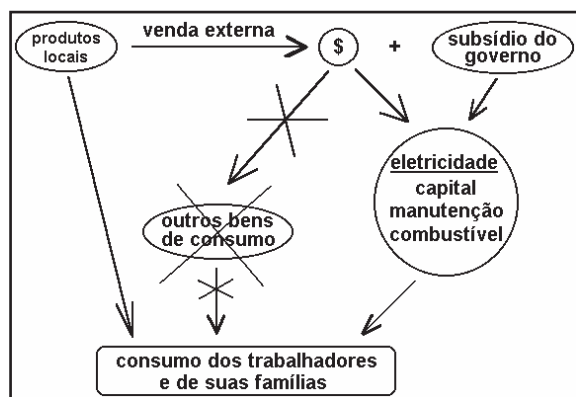 produtos
locais
venda externa
$
+
subsídio do
governo
eletricidade
capital
manutenção
combustível
outros bens
de consumo
consumo dos trabalhadores
e de suas famílias